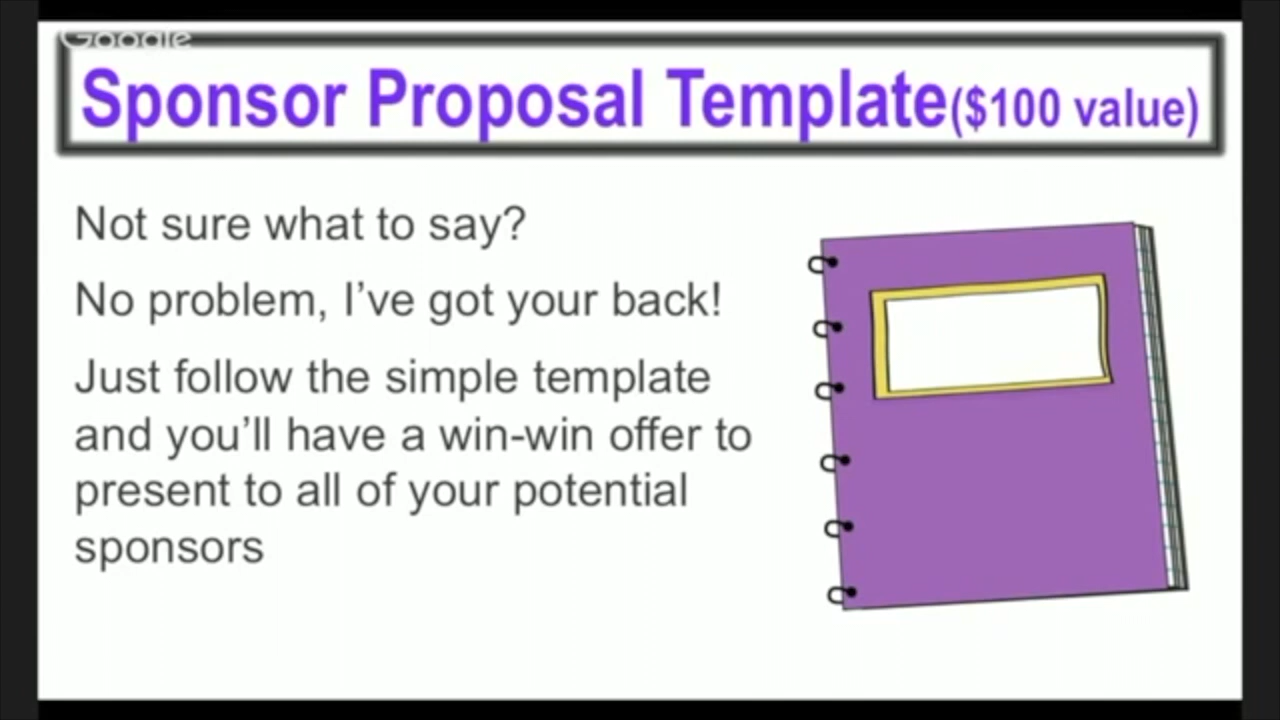 Google
Sponsor Proposal Template($100 value)
Not sure what to say?
No problem, I’ve got your back!
Just follow the simple template
and you’ll have a win-win offer to
present to all of your potential
sponsors